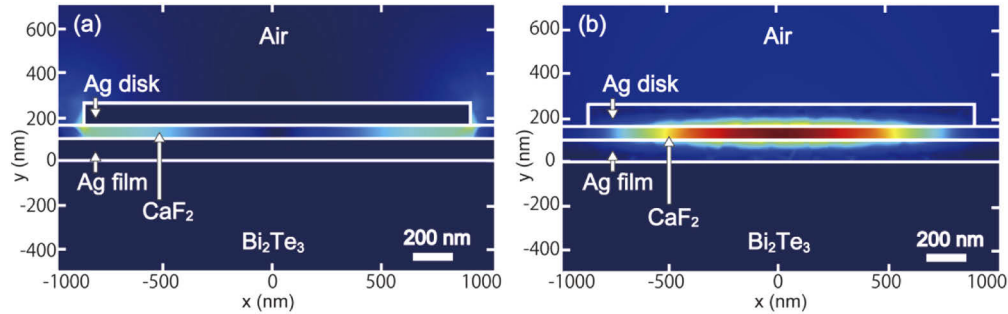 (a)
Air
Ag disk
Ag film
CaF₂
Bi₂Te₃
200 nm
y (nm)
600
400
200
0
-200
-400
-1000 -500 0 500 1000
x (nm)
(b)
Air
Ag disk
Ag film
CaF₂
Bi₂Te₃
200 nm
y (nm)
600
400
200
0
-200
-400
-1000 -500 0 500 1000
x (nm)